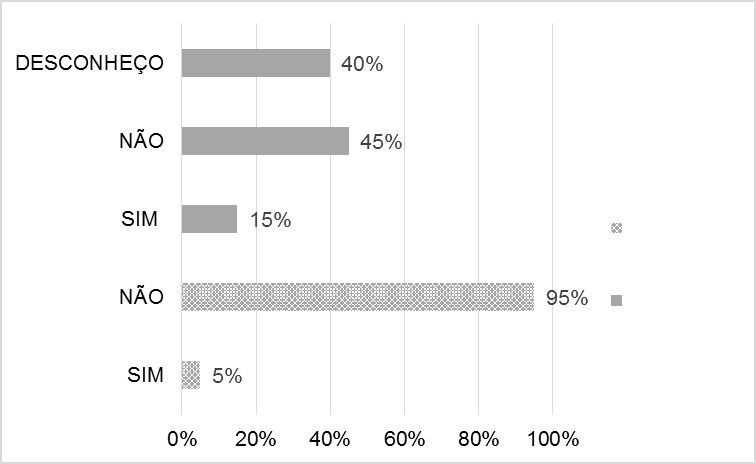 DESCONHEÇO 40%
NÃO 45%
SIM 15%
NÃO 95%
SIM 5%
0% 20% 40% 60% 80% 100%